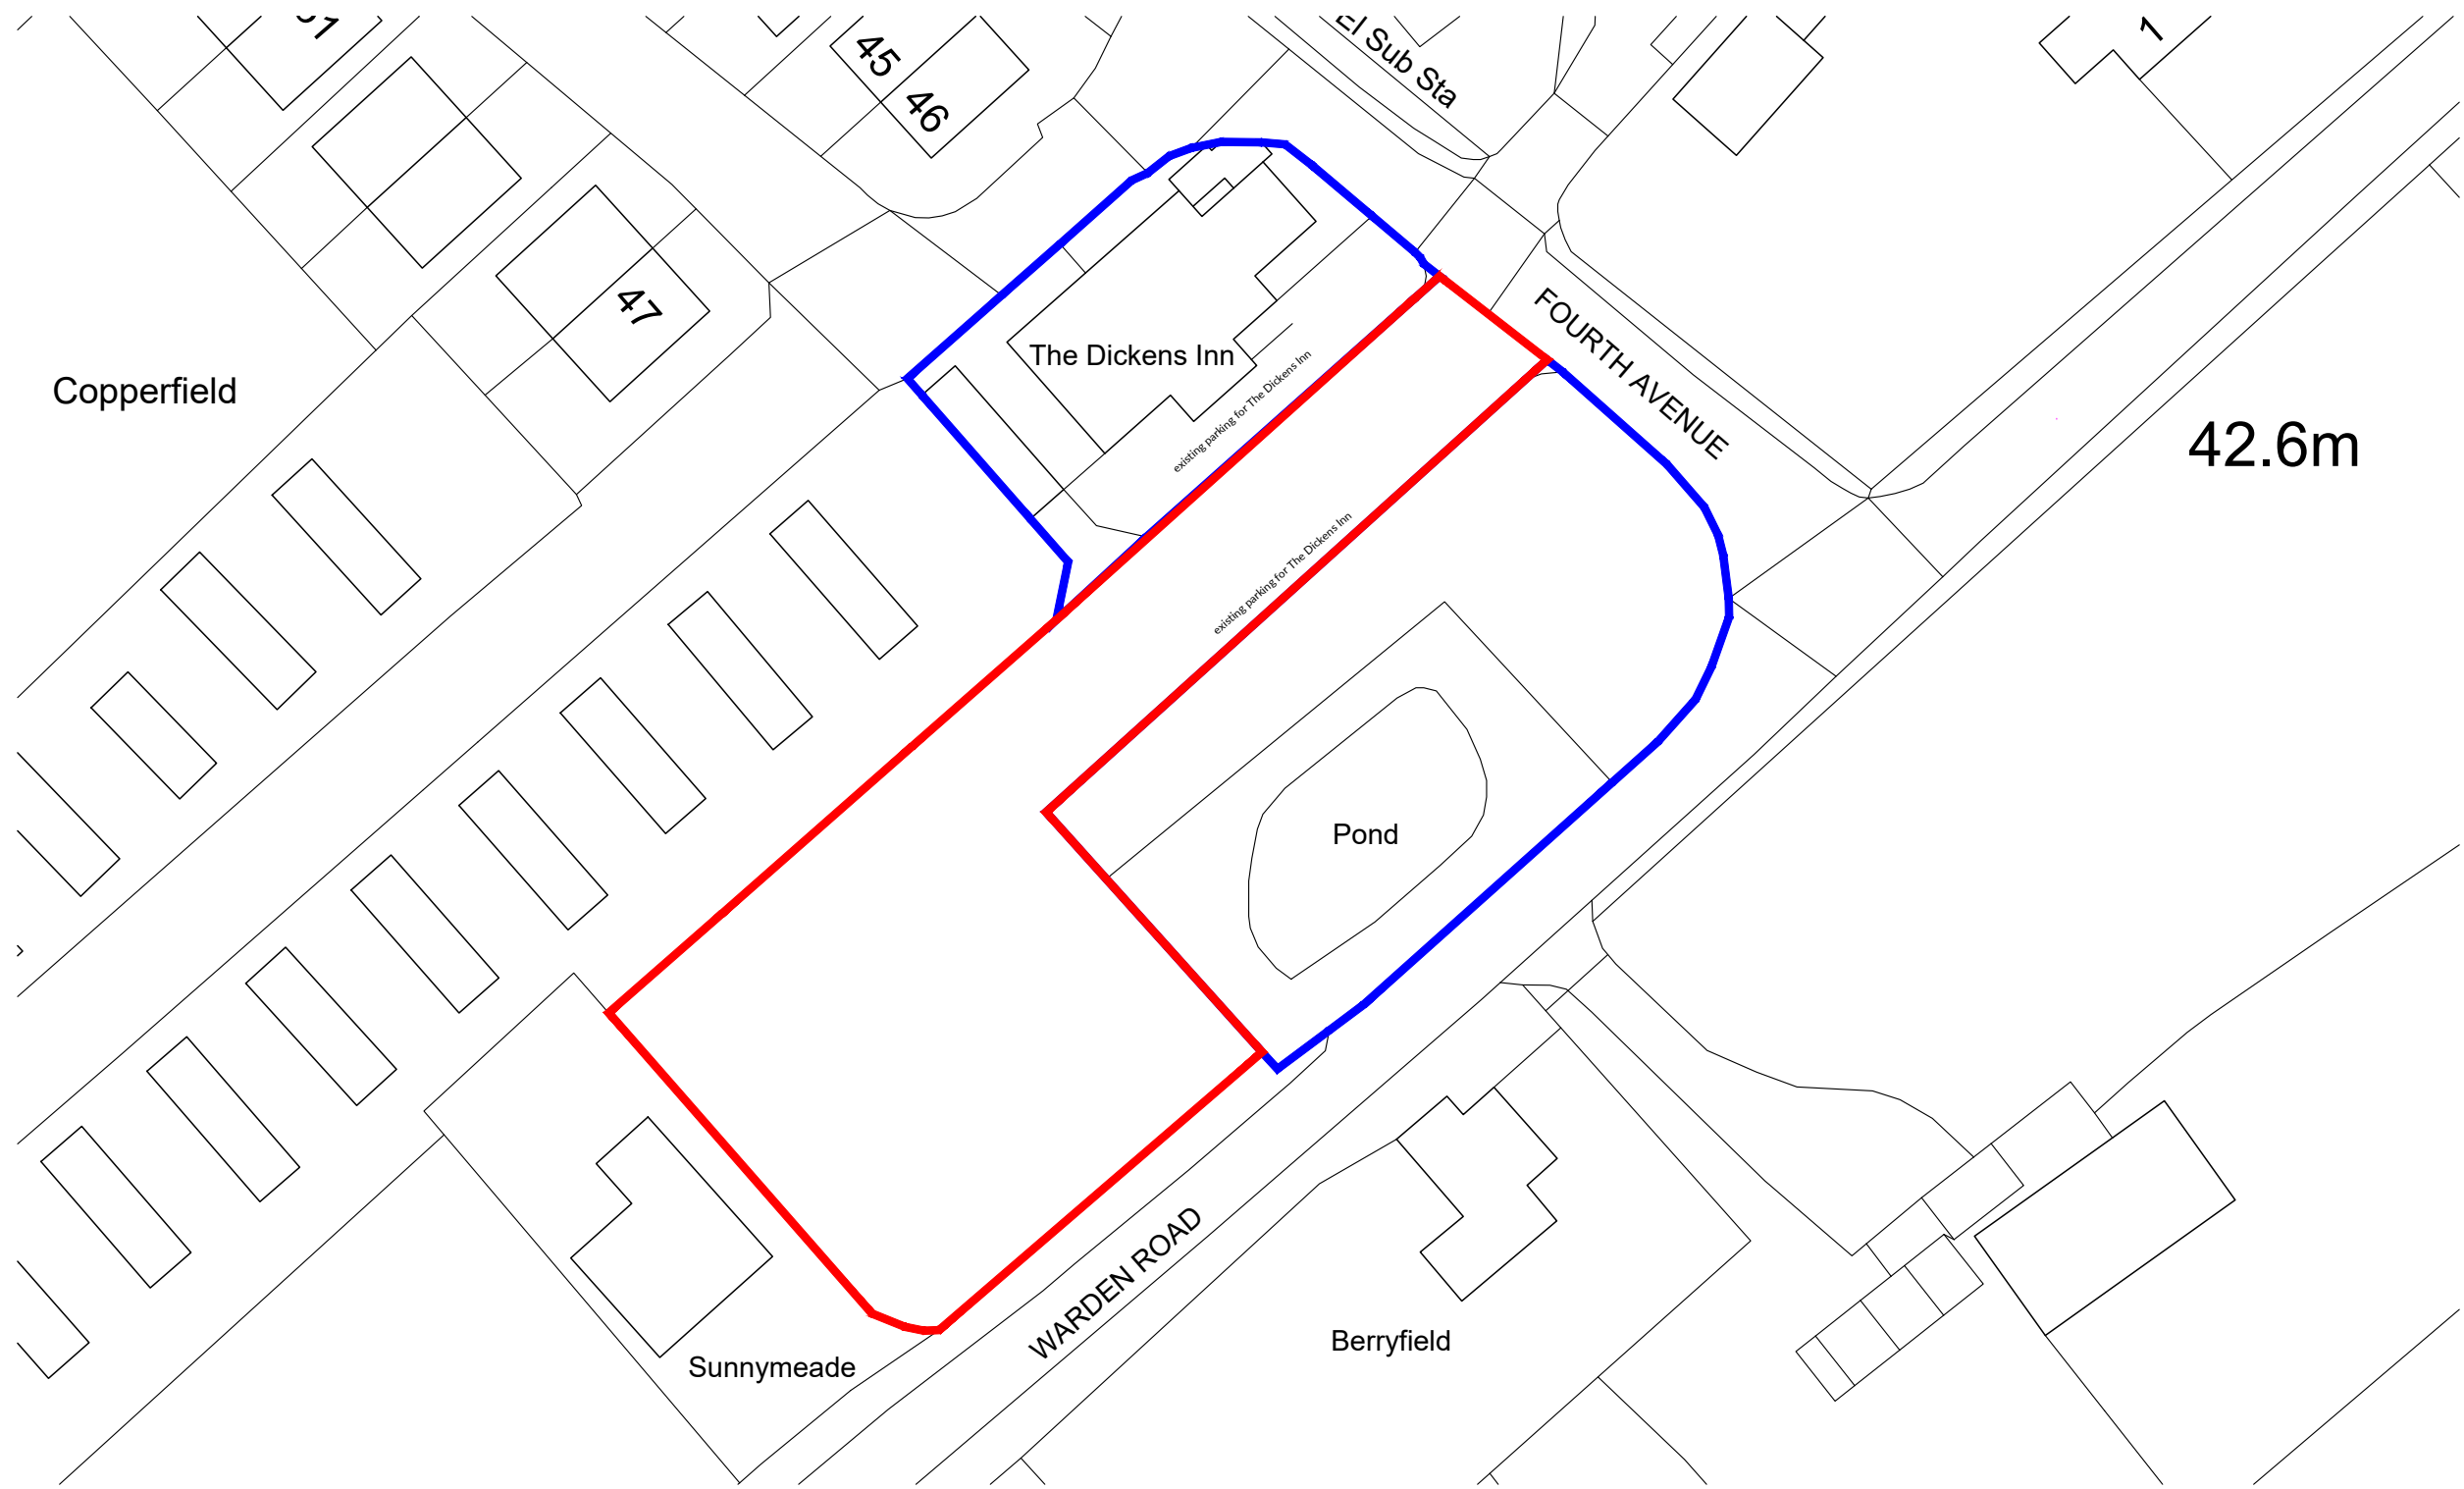 45
46
El Sub Sta
1
47
The Dickens Inn
FOURTH AVENUE
Copperfield
existing parking for The Dickens Inn
42.6m
existing parking for The Dickens Inn
Pond
WARDEN ROAD
Berryfield
Sunnymeade